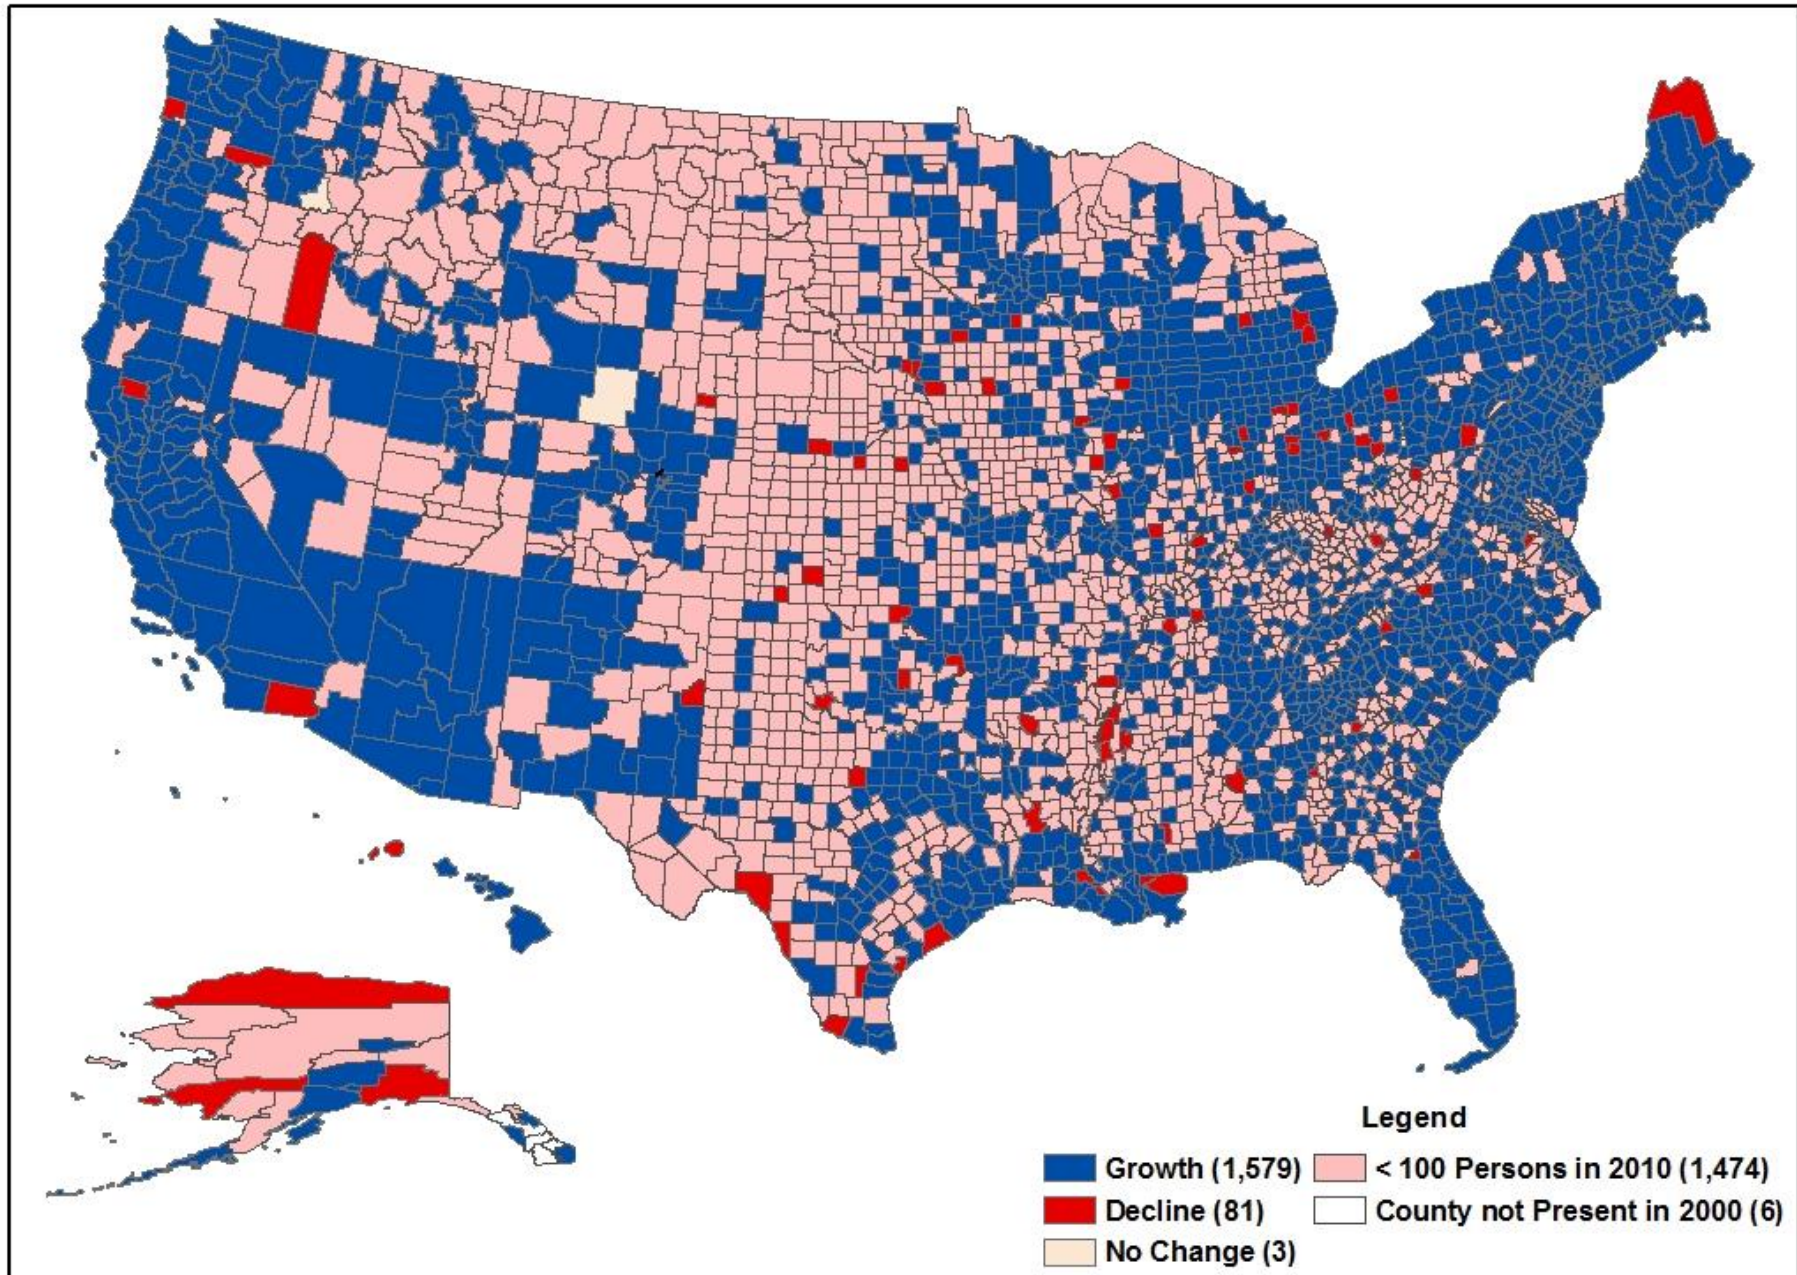 Legend
Growth (1,579)
< 100 Persons in 2010 (1,474)
Decline (81)
County not Present in 2000 (6)
No Change (3)